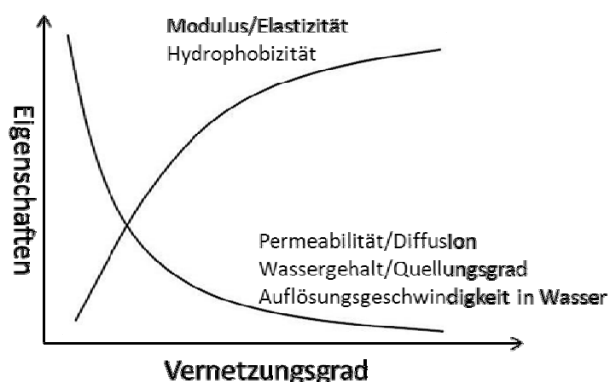 Modulus/Elastizität
Hydrophobizität
Eigenschaften
Permeabilität/Diffusion
Wassergehalt/Quellungsgrad
Auflösungsgeschwindigkeit in Wasser
Vernetzungsgrad